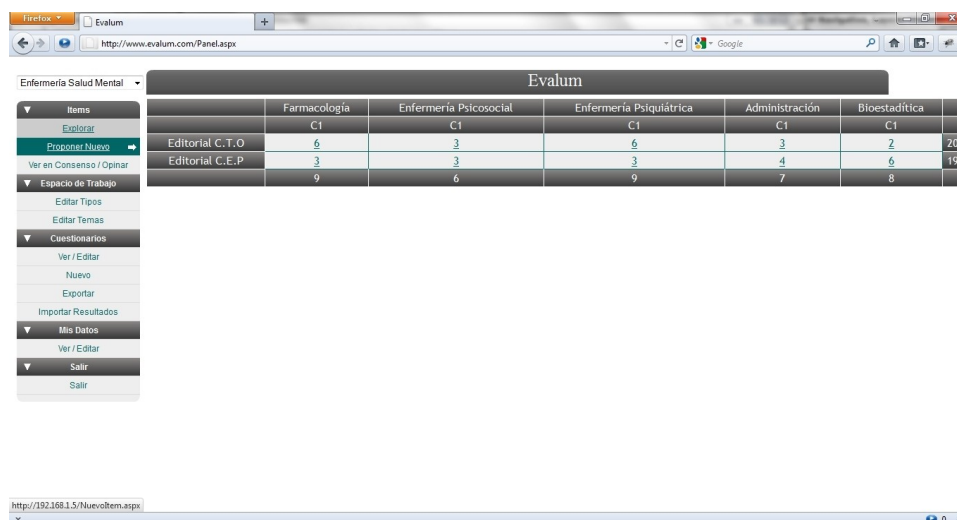 Firefox
Evalum
+
http://www.evalum.com/Panel.aspx
Google
Enfermería Salud Mental
Evalum
Items
Explorar
Proponer Nuevo
Ver en Consenso / Opinar
Espacio de Trabajo
Editar Tipos
Editar Temas
Cuestionarios
Ver / Editar
Nuevo
Exportar
Importar Resultados
Mis Datos
Ver / Editar
Salir
Salir
Farmacología Enfermería Psicosocial Enfermería Psiquiátrica Administración Bioestadítica
C1 C1 C1 C1 C1
Editorial C.T.O 6 3 6 3 2 20
Editorial C.E.P 3 3 3 4 6 19
9 6 9 7 8
http://192.168.1.5/NuevoItem.aspx
x
0